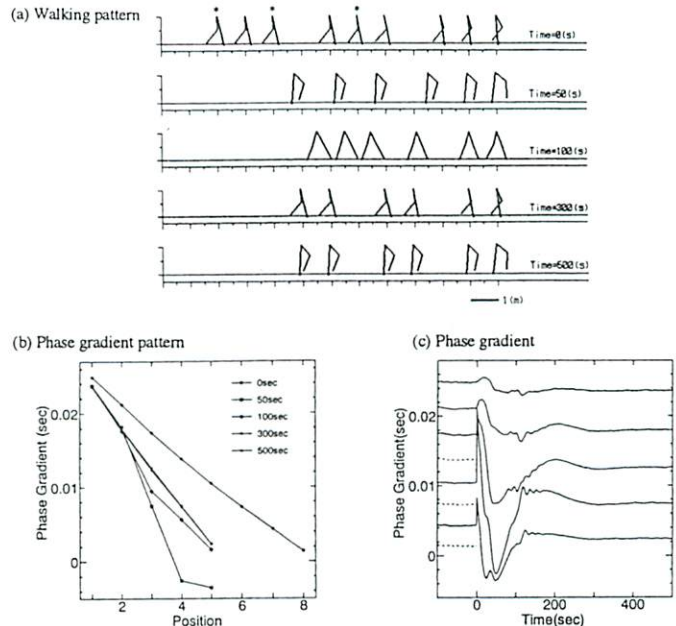 (a) Walking pattern
* * *
Time=0(s)
Time=50(s)
Time=100(s)
Time=300(s)
Time=500(s)
1(m)
(b) Phase gradient pattern
0sec
50sec
100sec
300sec
500sec
0.02
0.01
0
Phase Gradient (sec)
2 4 6 8
Position
(c) Phase gradient
0.02
0.01
0
Phase Gradient(sec)
0 200 400
Time(sec)